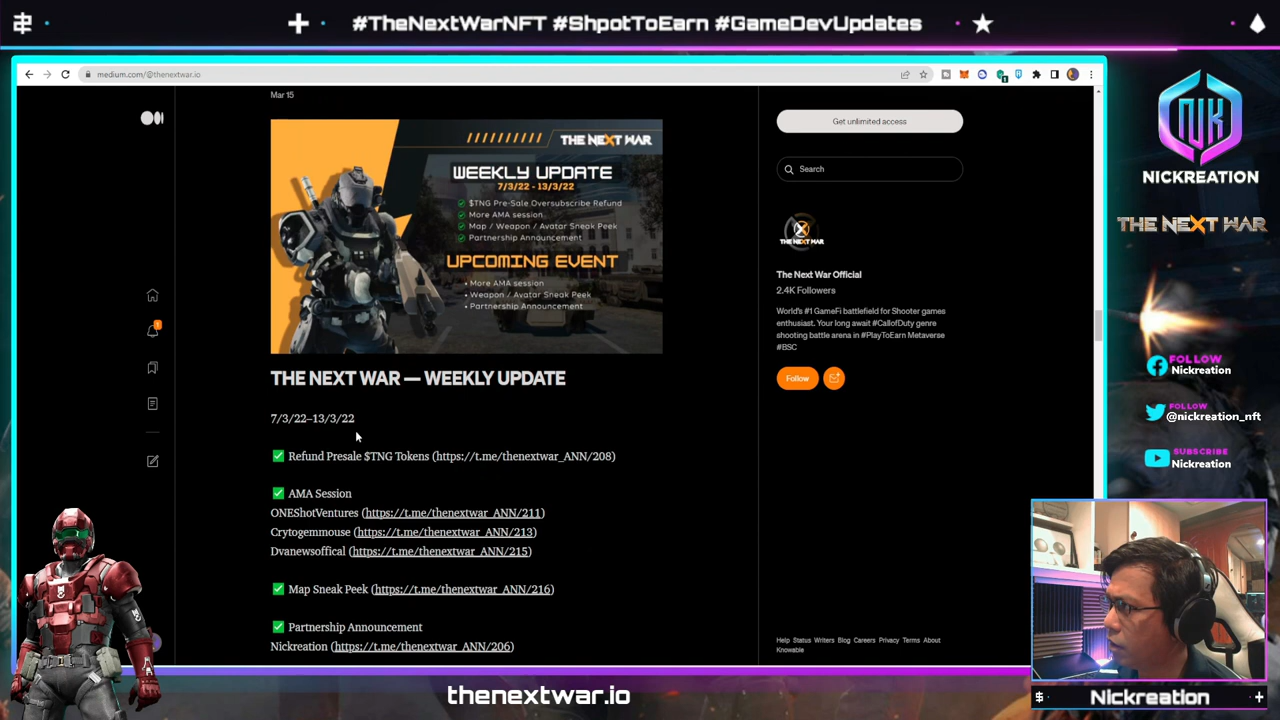 #TheNextWarNFT #ShpotToEarn #GameDevUpdates
medium.com/@thenextwar.io
Mar 15
THE NEXT WAR
WEEKLY UPDATE
7/3/22 - 13/3/22
$TNG Pre-Sale Oversubscribe Refund
More AMA session
Map / Weapon / Avatar Sneak Peek
Partnership Announcement
UPCOMING EVENT
• More AMA session
• Weapon / Avatar Sneak Peek
• Partnership Announcement
THE NEXT WAR — WEEKLY UPDATE
7/3/22–13/3/22
✅ Refund Presale $TNG Tokens (https://t.me/thenextwar_ANN/208)
✅ AMA Session
ONEShotVentures (https://t.me/thenextwar_ANN/211)
Crytogemmouse (https://t.me/thenextwar_ANN/213)
Dvanewsoffical (https://t.me/thenextwar_ANN/215)
✅ Map Sneak Peek (https://t.me/thenextwar_ANN/216)
✅ Partnership Announcement
Nickreation (https://t.me/thenextwar_ANN/206)
Get unlimited access
Search
THE NEXT WAR
The Next War Official
2.4K Followers
World's #1 GameFi battlefield for Shooter games
enthusiast. Your long await #CallofDuty genre
shooting battle arena in #PlayToEarn Metaverse
#BSC
Follow
Help Status Writers Blog Careers Privacy Terms About
Knowable
NK
NICKREATION
THE NEXT WAR
FOLLOW
Nickreation
FOLLOW
@nickreation_nft
SUBSCRIBE
Nickreation
thenextwar.io
Nickreation